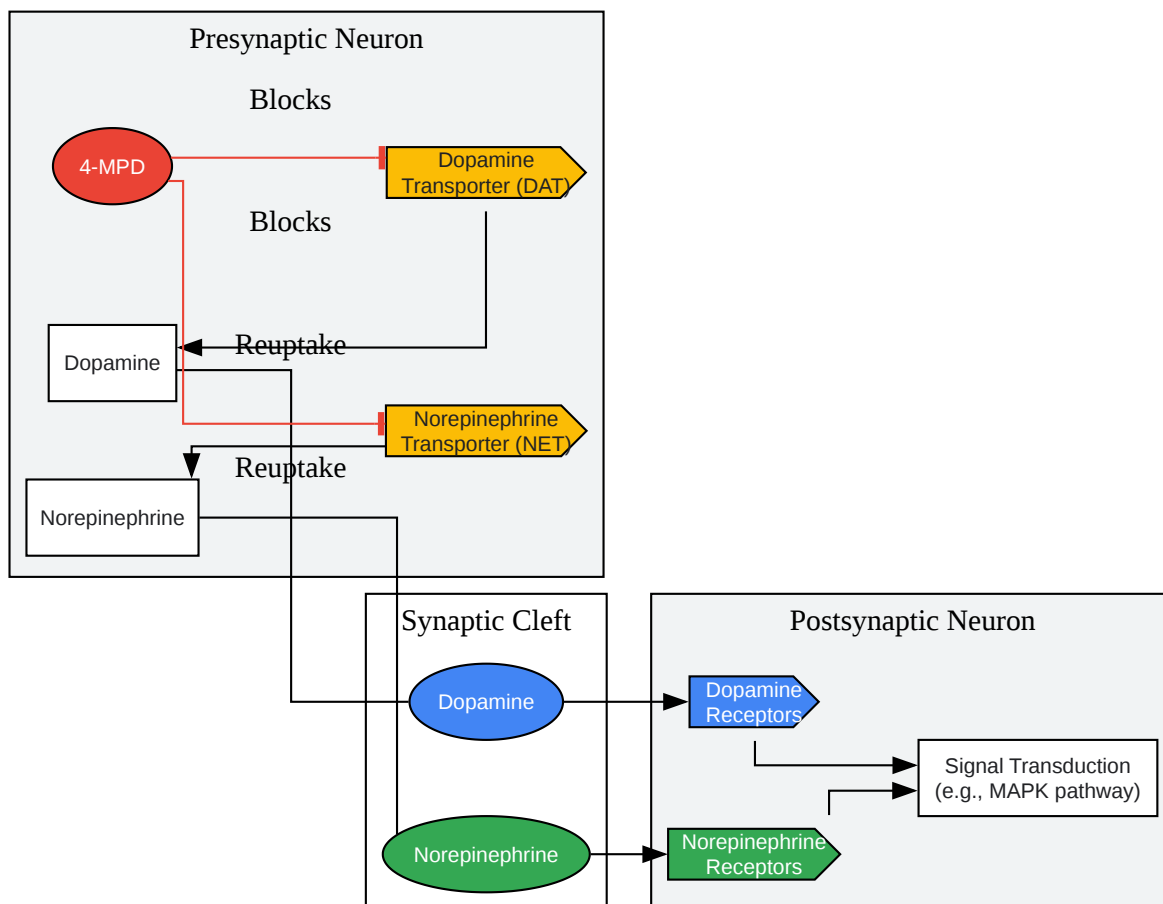 Presynaptic Neuron
Blocks
4-MPD
Dopamine
Transporter (DAT)
Blocks
Reuptake
Dopamine
Norepinephrine
Transporter (NET)
Reuptake
Norepinephrine
Synaptic Cleft
Postsynaptic Neuron
Dopamine
Dopamine
Receptors
Signal Transduction
(e.g., MAPK pathway)
Norepinephrine
Norepinephrine
Receptors